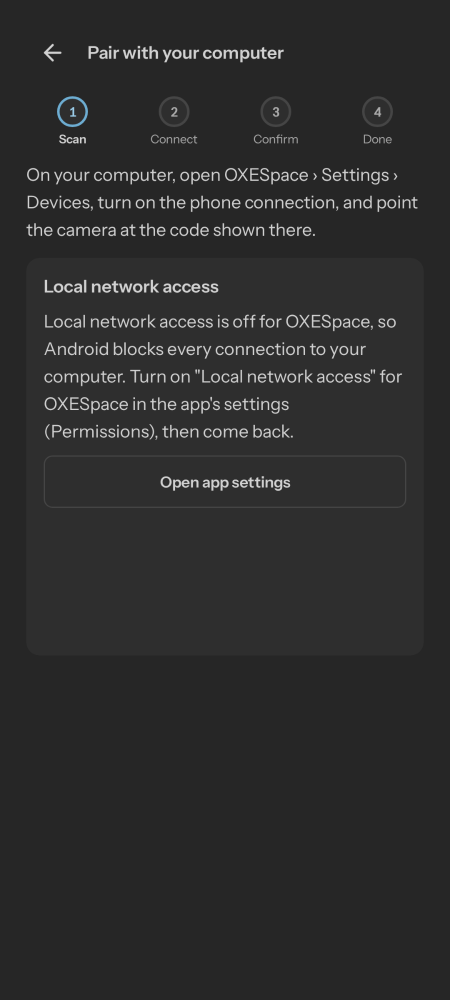 Pair with your computer
1
2
3
4
Scan
Connect
Confirm
Done
On your computer, open OXESpace › Settings ›
Devices, turn on the phone connection, and point
the camera at the code shown there.
Local network access
Local network access is off for OXESpace, so
Android blocks every connection to your
computer. Turn on "Local network access" for
OXESpace in the app's settings
(Permissions), then come back.
Open app settings